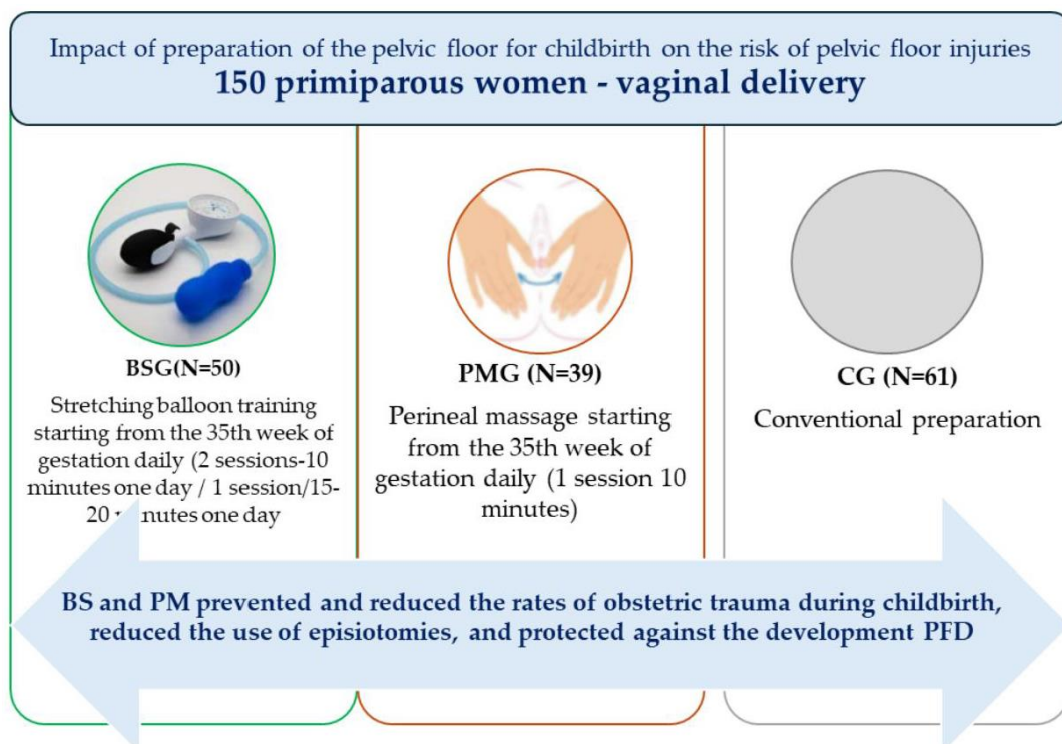 Impact of preparation of the pelvic floor for childbirth on the risk of pelvic floor injuries
150 primiparous women - vaginal delivery
BSG(N=50)
Stretching balloon training
starting from the 35th week of
gestation daily (2 sessions-10
minutes one day / 1 session/15-
20 nutes one day
PMG (N=39)
Perineal massage starting
from the 35th week of
gestation daily (1 session 10
minutes)
CG (N=61)
Conventional preparation
BS and PM prevented and reduced the rates of obstetric trauma during childbirth,
reduced the use of episiotomies, and protected against the development PFD